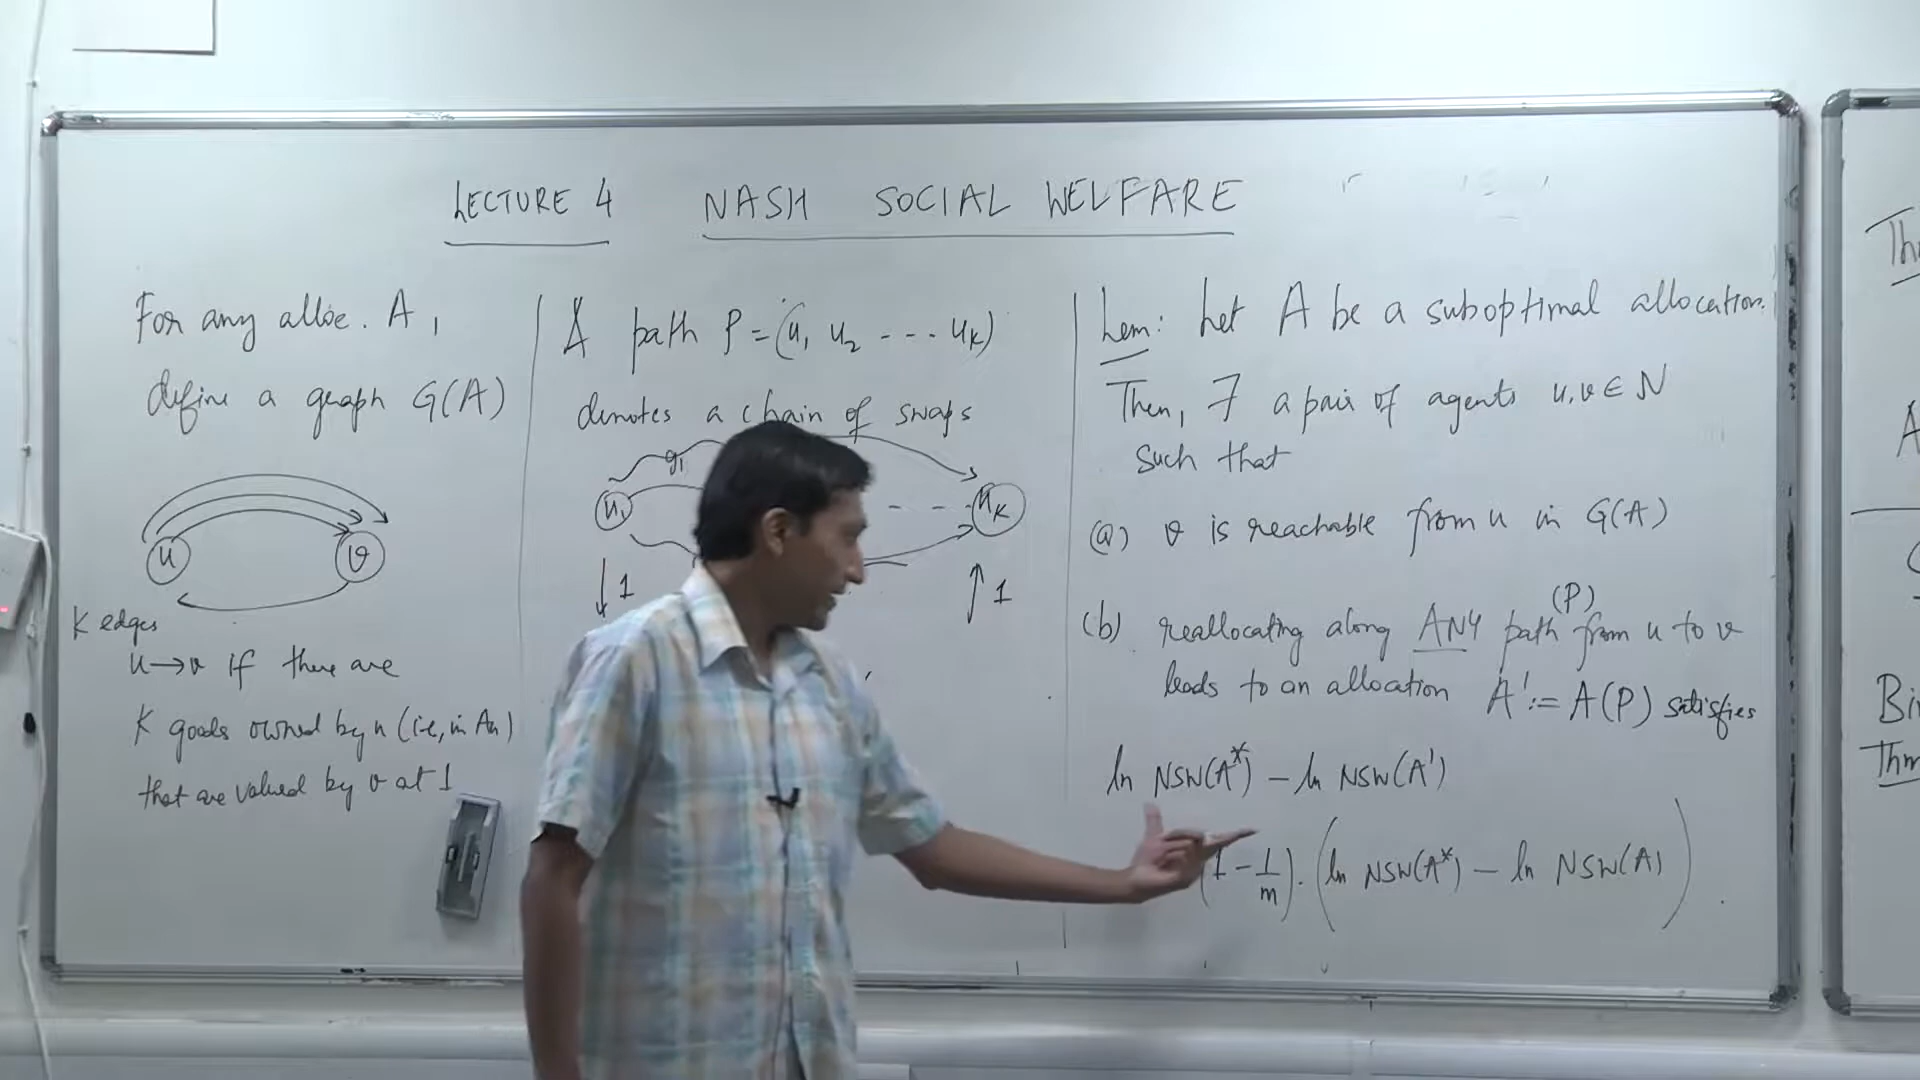 LECTURE 4 NASH SOCIAL WELFARE
For any alloc. A,
define a graph G(A)
u v
K edges
u→v if there are
K goods owned by u (i.e., in Au)
that are valued by v at 1
A path P = (u1 u2 --- uk)
denotes a chain of swaps
g1
u1 - - - uk
↓ 1 ↑ 1
Lem: Let A be a suboptimal allocation.
Then, ∃ a pair of agents u, v ∈ N
such that
(a) v is reachable from u in G(A)
(b) reallocating along ANY path (P) from u to v
leads to an allocation A' := A(P) satisfies
ln NSW(A*) − ln NSW(A')
(1 − 1/m) . (ln NSW(A*) − ln NSW(A))
Bi
Thm